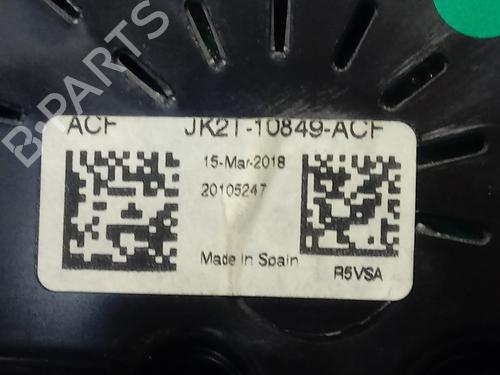 B-PARTS
ACF JK2T-10849-ACF
15-Mar-2018
20105247
Made in Spain
R5VSA